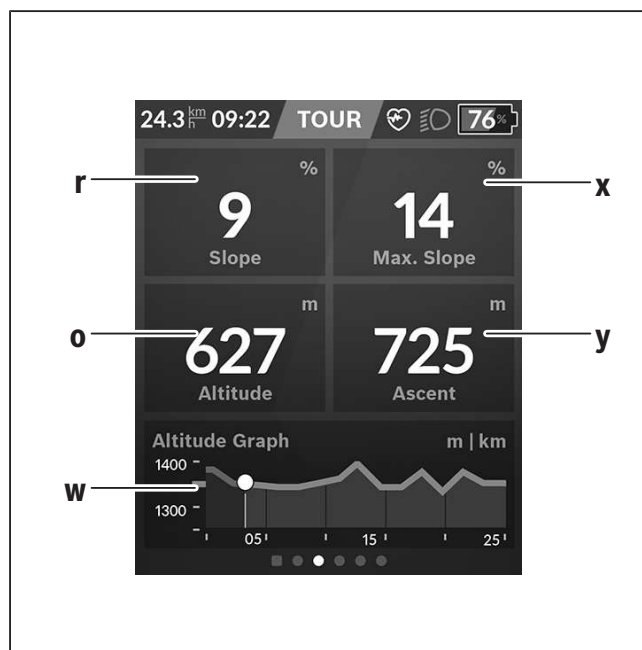 24.3 km/h 09:22 TOUR 76%
r % % x
9 14
Slope Max. Slope
o m m y
627 725
Altitude Ascent
Altitude Graph m | km
1400
w
1300
05 15 25